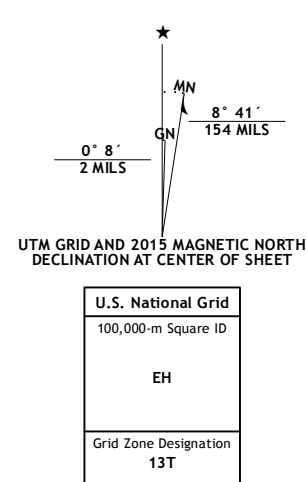 ★
MN
8° 41´
154 MILS
GN
0° 8´
2 MILS
UTM GRID AND 2015 MAGNETIC NORTH
DECLINATION AT CENTER OF SHEET
U.S. National Grid
100,000-m Square ID
EH
Grid Zone Designation
13T